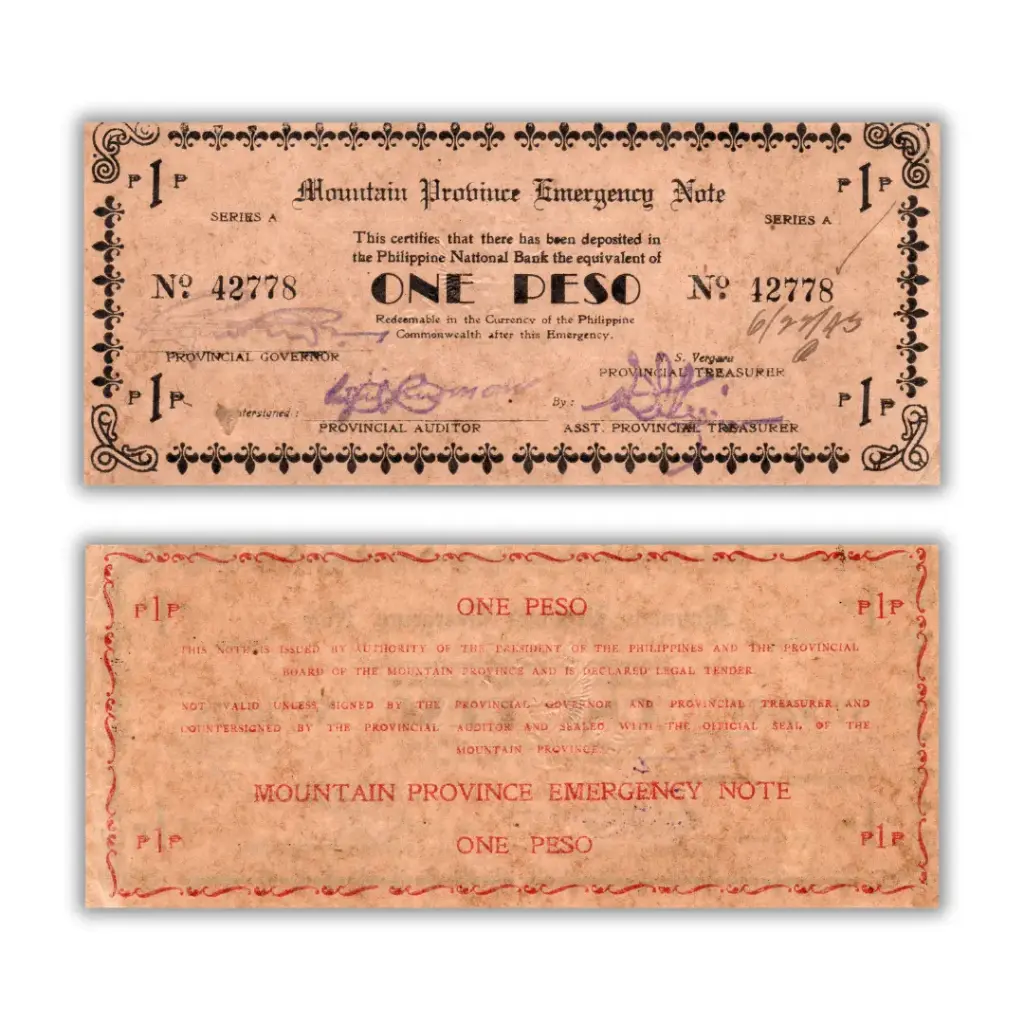 ₱ 1 ₱ ₱ 1 ₱
Mountain Province Emergency Note
SERIES A SERIES A
This certifies that there has been deposited in
the Philippine National Bank the equivalent of
Nº 42778 ONE PESO Nº 42778
Redeemable in the Currency of the Philippine
Commonwealth after this Emergency.
6/27/45
PROVINCIAL GOVERNOR
S. Vergara
PROVINCIAL TREASURER
₱ 1 ₱ ₱ 1 ₱
By:
PROVINCIAL AUDITOR ASST. PROVINCIAL TREASURER
₱1₱ ONE PESO ₱1₱
THIS NOTE IS ISSUED BY AUTHORITY OF THE PRESIDENT OF THE PHILIPPINES AND THE PROVINCIAL
BOARD OF THE MOUNTAIN PROVINCE AND IS DECLARED LEGAL TENDER.
NOT VALID UNLESS SIGNED BY THE PROVINCIAL GOVERNOR AND PROVINCIAL TREASURER AND
COUNTERSIGNED BY THE PROVINCIAL AUDITOR AND SEALED WITH THE OFFICIAL SEAL OF THE
MOUNTAIN PROVINCE.
MOUNTAIN PROVINCE EMERGENCY NOTE
₱1₱ ONE PESO ₱1₱